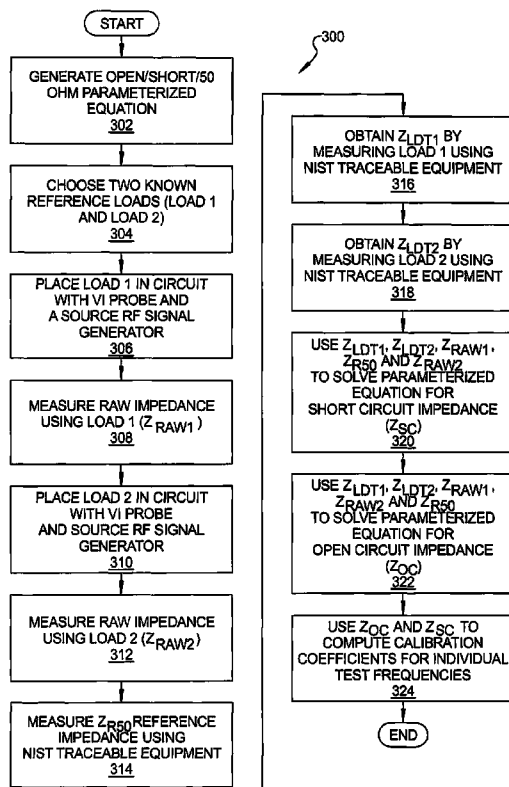 START
300
GENERATE OPEN/SHORT/50
OHM PARAMETERIZED
EQUATION
302
CHOOSE TWO KNOWN
REFERENCE LOADS (LOAD 1
AND LOAD 2)
304
PLACE LOAD 1 IN CIRCUIT
WITH VI PROBE AND
A SOURCE RF SIGNAL
GENERATOR
306
MEASURE RAW IMPEDANCE
USING LOAD 1 (ZRAW1)
308
PLACE LOAD 2 IN CIRCUIT
WITH VI PROBE
AND SOURCE RF SIGNAL
GENERATOR
310
MEASURE RAW IMPEDANCE
USING LOAD 2 (ZRAW2)
312
MEASURE ZR50 REFERENCE
IMPEDANCE USING
NIST TRACEABLE EQUIPMENT
314
OBTAIN ZLDT1 BY
MEASURING LOAD 1 USING
NIST TRACEABLE EQUIPMENT
316
OBTAIN ZLDT2 BY
MEASURING LOAD 2 USING
NIST TRACEABLE EQUIPMENT
318
USE ZLDT1, ZLDT2, ZRAW1,
ZR50 AND ZRAW2
TO SOLVE PARAMETERIZED
EQUATION FOR
SHORT CIRCUIT IMPEDANCE
(ZSC)
320
USE ZLDT1, ZLDT2, ZRAW1,
ZRAW2 AND ZR50
TO SOLVE PARAMETERIZED
EQUATION FOR
OPEN CIRCUIT IMPEDANCE
(ZOC)
322
USE ZOC AND ZSC TO
COMPUTE CALIBRATION
COEFFICIENTS FOR INDIVIDUAL
TEST FREQUENCIES
324
END